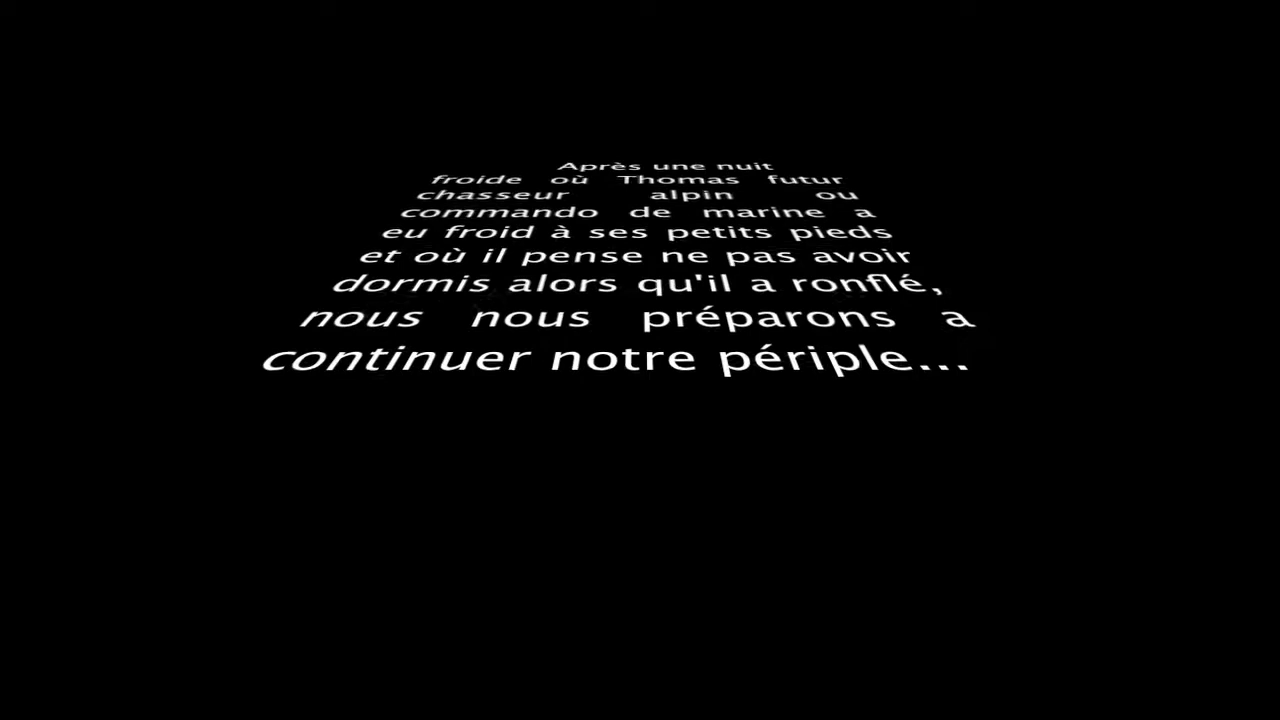 Après une nuit
froide où Thomas futur
chasseur alpin ou
commando de marine a
eu froid à ses petits pieds
et où il pense ne pas avoir
dormis alors qu'il a ronflé,
nous nous préparons a
continuer notre périple...